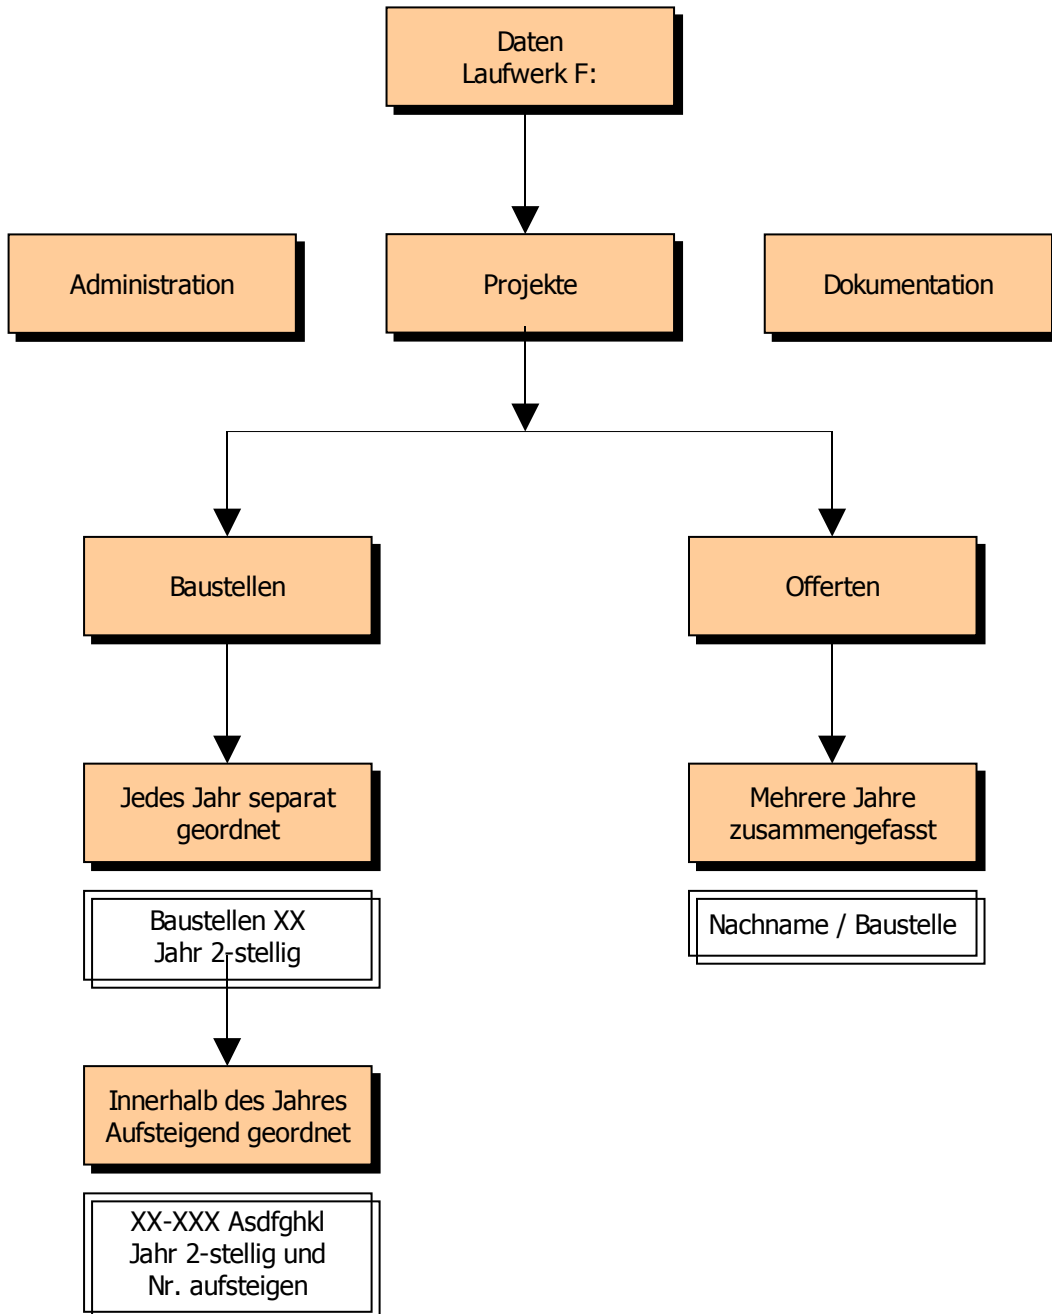 Daten
Laufwerk F:
Administration
Projekte
Dokumentation
Baustellen
Offerten
Jedes Jahr separat
geordnet
Mehrere Jahre
zusammengefasst
Baustellen XX
Jahr 2-stellig
Nachname / Baustelle
Innerhalb des Jahres
Aufsteigend geordnet
XX-XXX Asdfghkl
Jahr 2-stellig und
Nr. aufsteigen